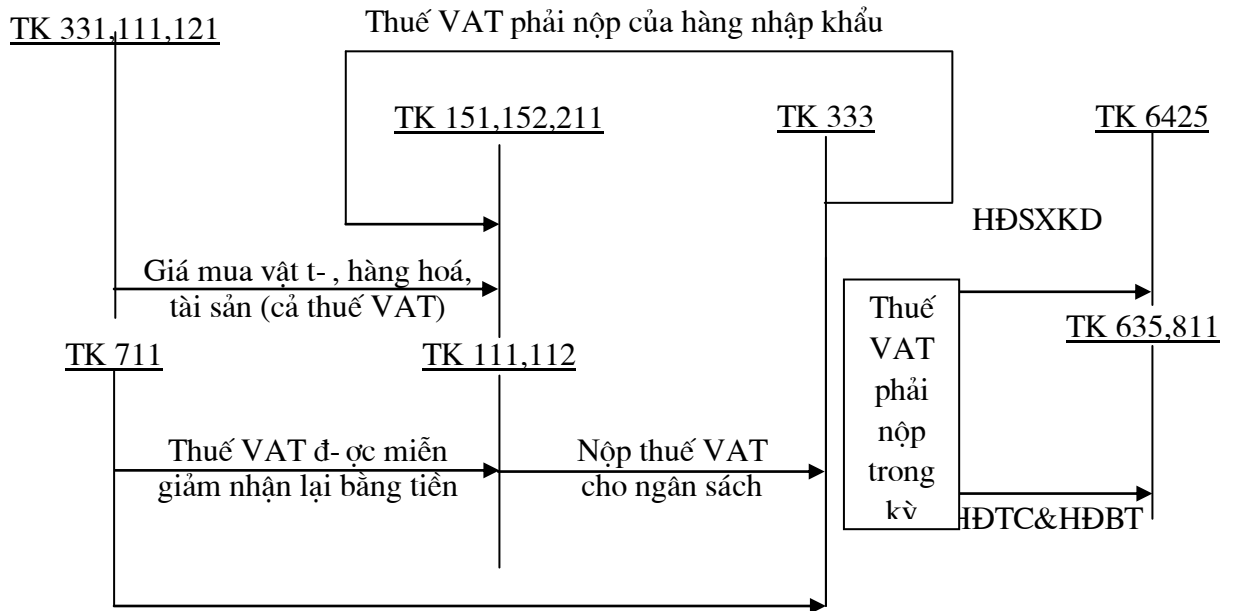 Thuế VAT phải nộp của hàng nhập khẩu
TK 331,111,121
TK 151,152,211
TK 333
TK 6425
HĐSXKD
Giá mua vật t- , hàng hoá,
tài sản (cả thuế VAT)
TK 711
TK 111,112
Thuế
VAT
phải
nộp
trong
kỳ
TK 635,811
Thuế VAT đ- ợc miễn
giảm nhận lại bằng tiền
Nộp thuế VAT
cho ngân sách
HĐTC&HĐBT